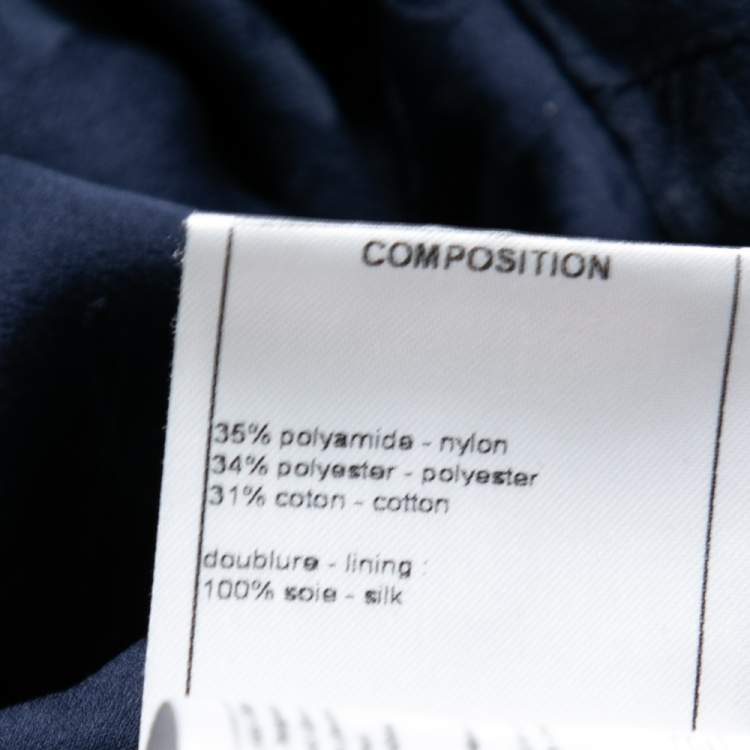 COMPOSITION
35% polyamide - nylon
34% polyester - polyester
31% coton - cotton
doublure - lining :
100% soie - silk